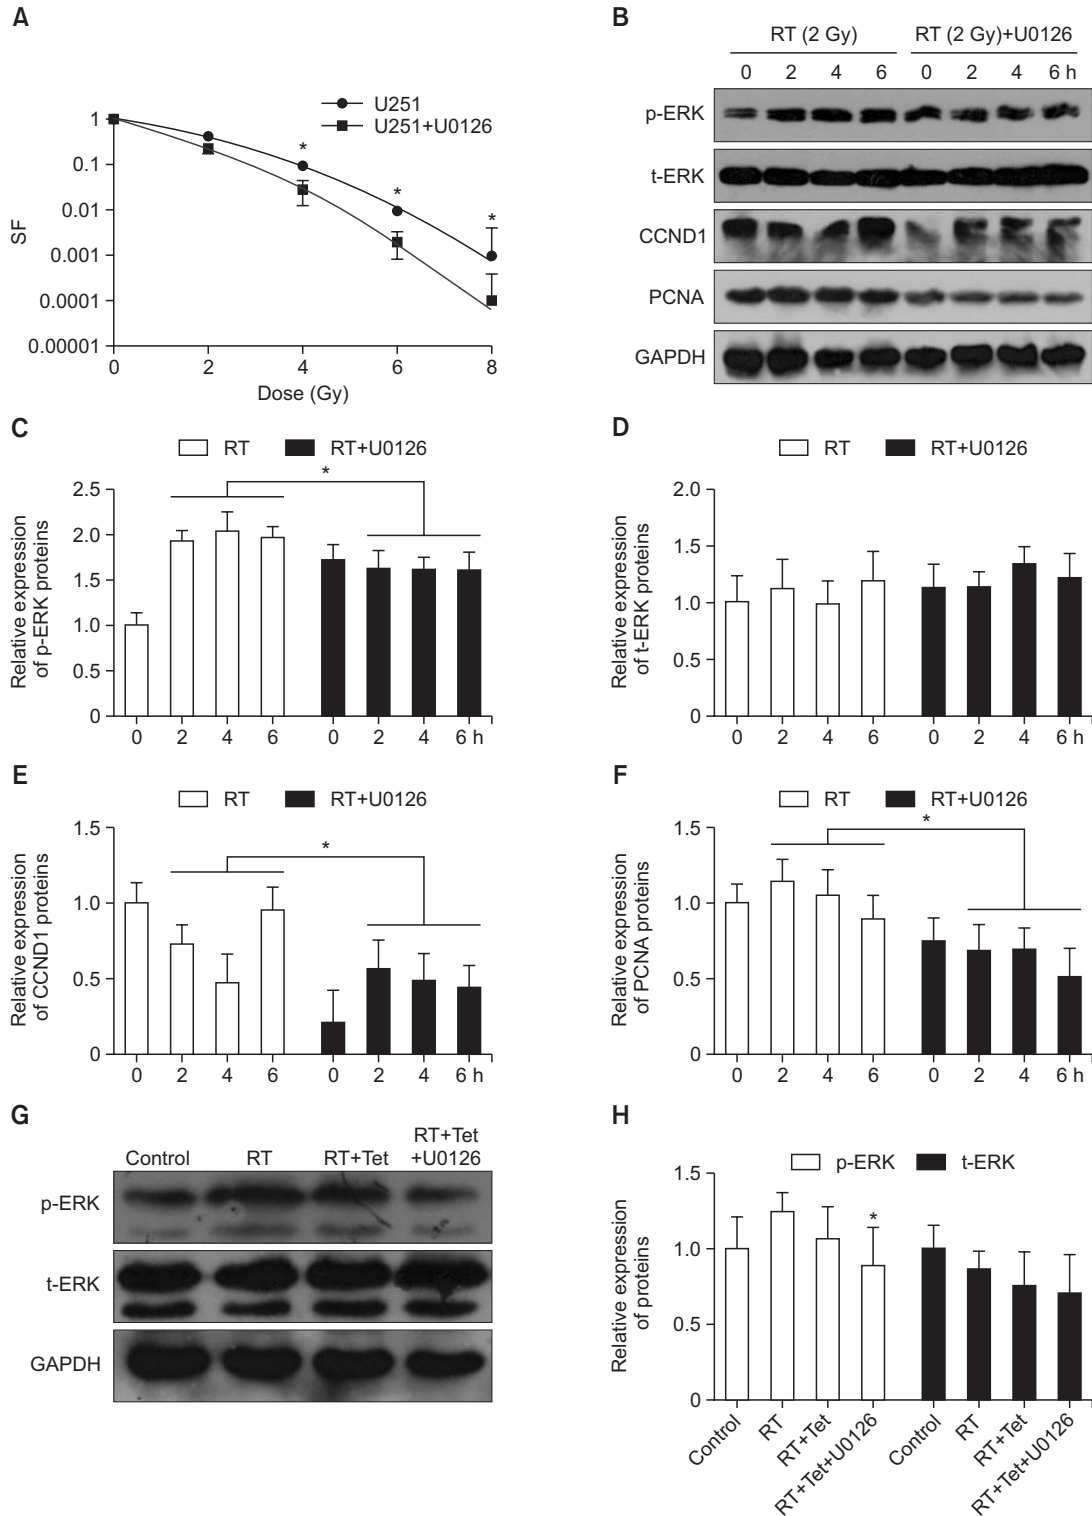 A
U251
U251+U0126
1
0.1
0.01
0.001
0.0001
0.00001
SF
* * *
0 2 4 6 8
Dose (Gy)
B
RT (2 Gy) RT (2 Gy)+U0126
0 2 4 6 0 2 4 6 h
p-ERK
t-ERK
CCND1
PCNA
GAPDH
C
RT RT+U0126
*
2.5
2.0
1.5
1.0
0.5
0
Relative expression
of p-ERK proteins
0 2 4 6 0 2 4 6 h
D
RT RT+U0126
2.0
1.5
1.0
0.5
0
Relative expression
of t-ERK proteins
0 2 4 6 0 2 4 6 h
E
RT RT+U0126
*
1.5
1.0
0.5
0
Relative expression
of CCND1 proteins
0 2 4 6 0 2 4 6 h
F
RT RT+U0126
*
1.5
1.0
0.5
0
Relative expression
of PCNA proteins
0 2 4 6 0 2 4 6 h
G
Control RT RT+Tet RT+Tet
+U0126
p-ERK
t-ERK
GAPDH
H
p-ERK t-ERK
*
1.5
1.0
0.5
0
Relative expression
of proteins
Control RT RT+Tet RT+Tet+U0126 Control RT RT+Tet RT+Tet+U0126